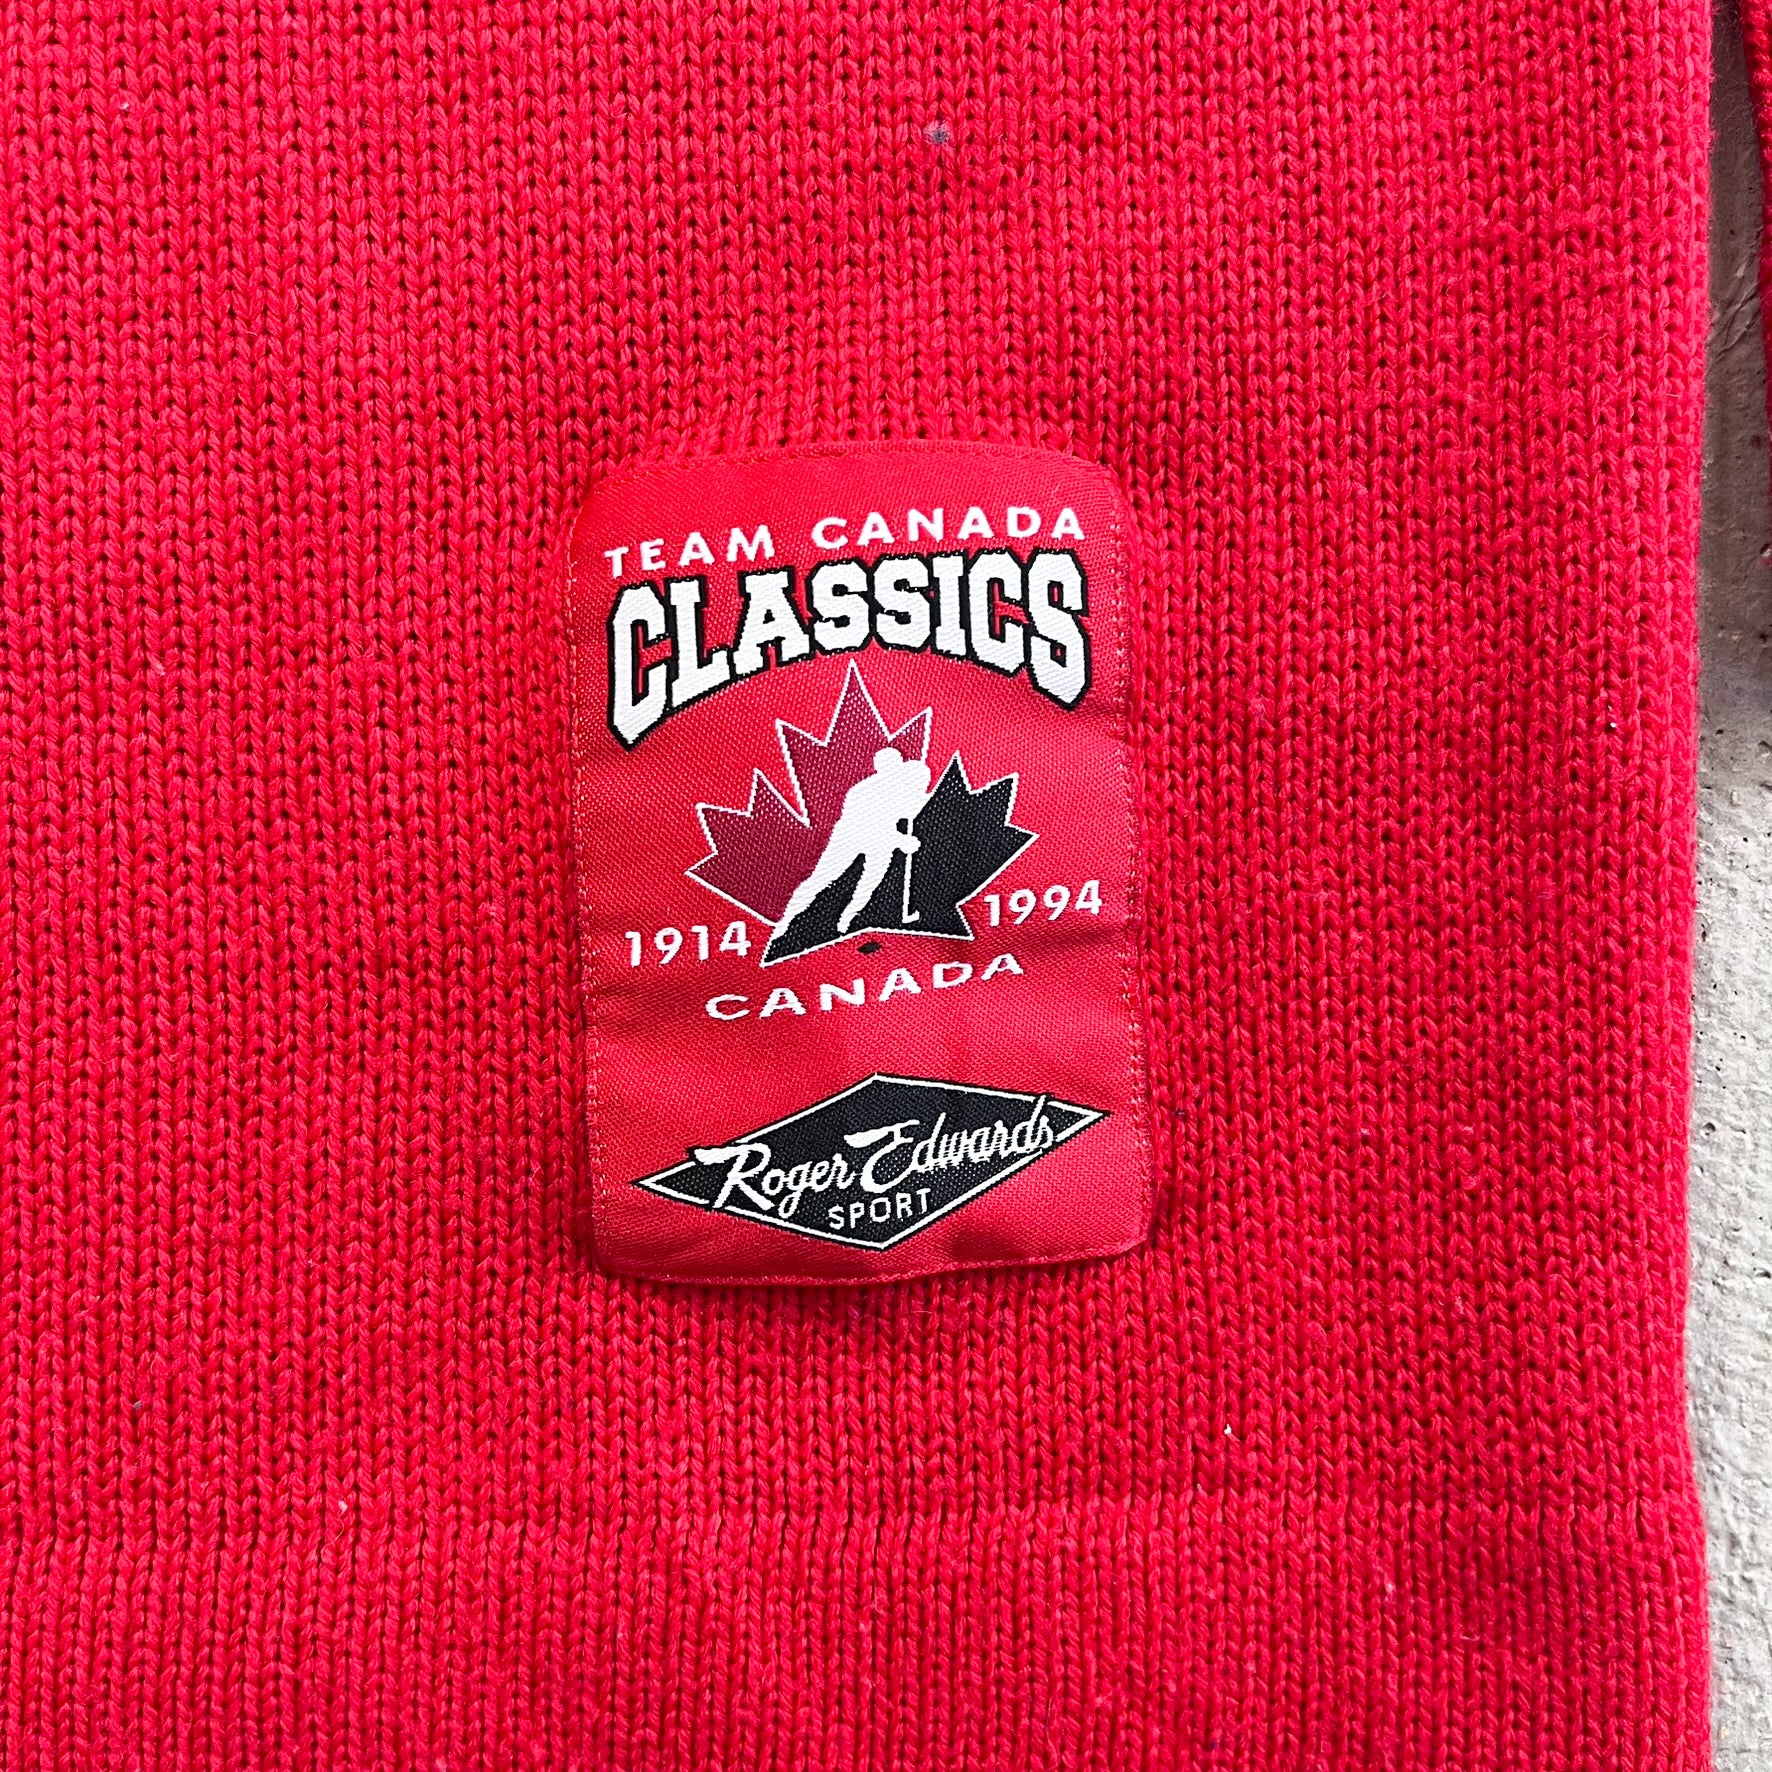 TEAM CANADA
CLASSICS
1914 1994
CANADA
Roger Edwards
SPORT